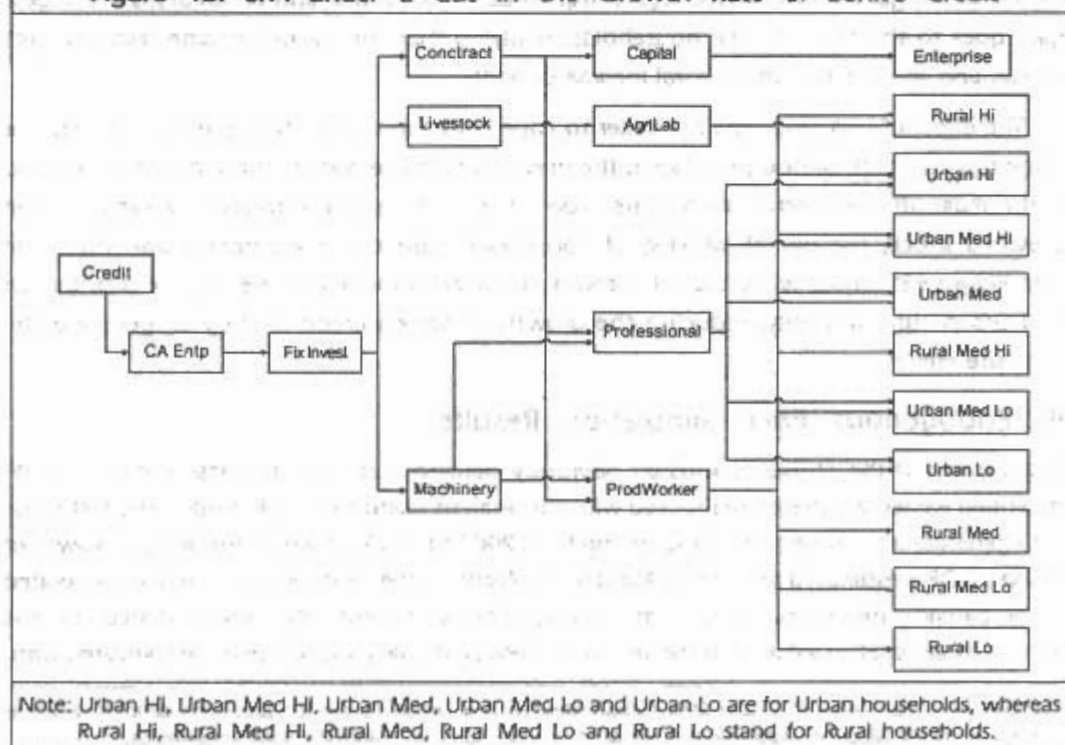 Conctract
Capital
Enterprise
Livestock
AgriLab
Rural Hi
Urban Hi
Urban Med Hi
Credit
Urban Med
CA Entp
Fix Invest
Professional
Rural Med Hi
Urban Med Lo
Urban Lo
Machinery
ProdWorker
Rural Med
Rural Med Lo
Rural Lo
Note: Urban Hi, Urban Med Hi, Urban Med, Urban Med Lo and Urban Lo are for Urban households, whereas
Rural Hi, Rural Med Hi, Rural Med, Rural Med Lo and Rural Lo stand for Rural households.